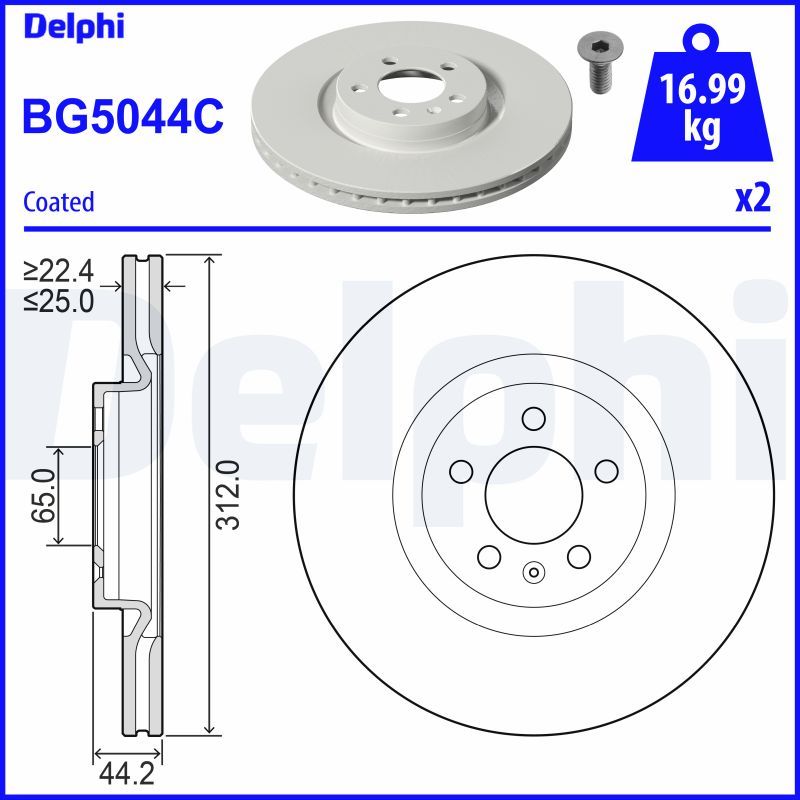 Delphi
BG5044C
Coated
16.99
kg
x2
≥22.4
≤25.0
Delphi
65.0
312.0
44.2